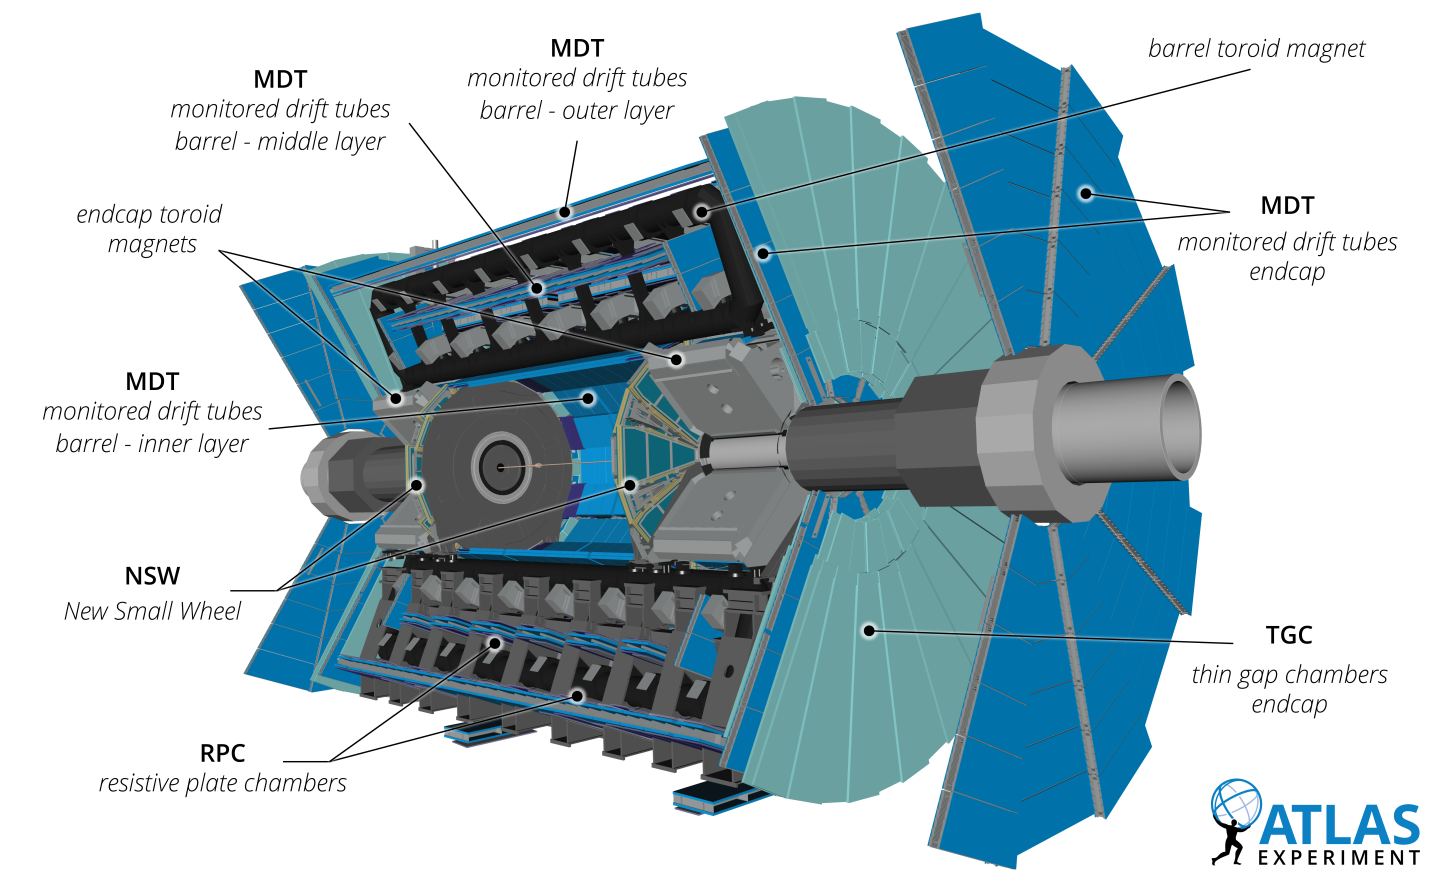 MDT
monitored drift tubes
barrel - outer layer
barrel toroid magnet
MDT
monitored drift tubes
barrel - middle layer
endcap toroid
magnets
MDT
monitored drift tubes
endcap
MDT
monitored drift tubes
barrel - inner layer
NSW
New Small Wheel
TGC
thin gap chambers
endcap
RPC
resistive plate chambers
ATLAS
EXPERIMENT